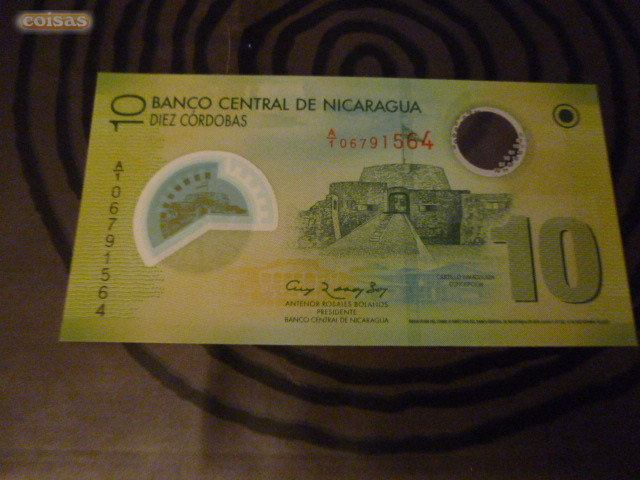 coisas
10
BANCO CENTRAL DE NICARAGUA
DIEZ CÓRDOBAS
A/1 06791564
A/1 06791564
10
ANTENOR ROSALES BOLAÑOS
PRESIDENTE
BANCO CENTRAL DE NICARAGUA